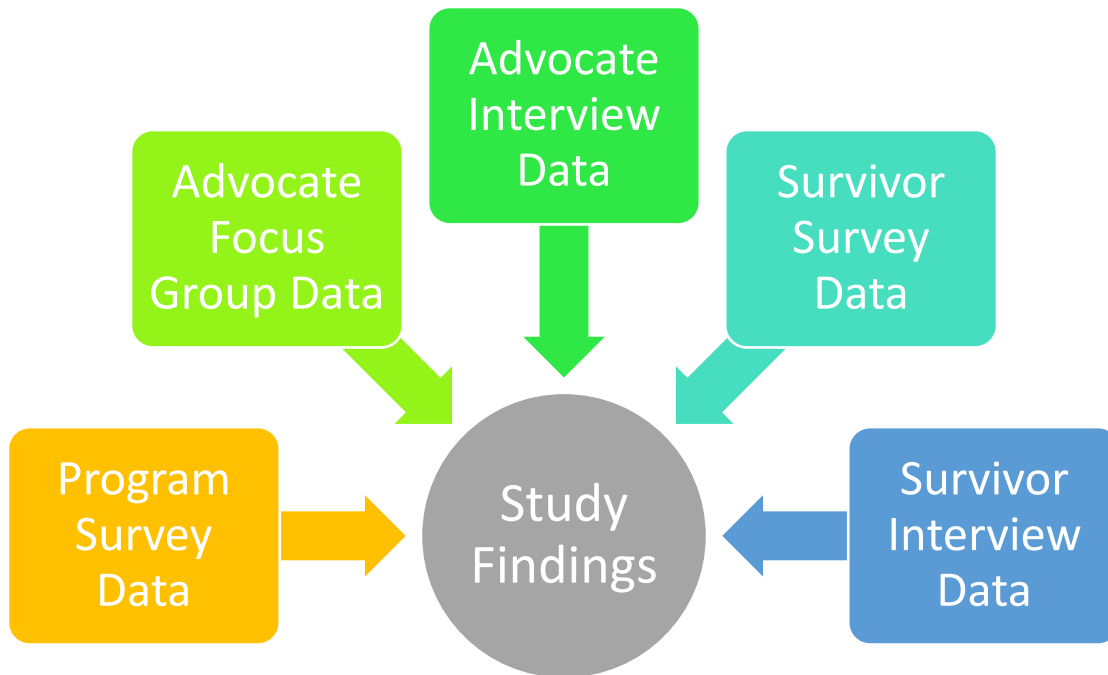 Advocate
Interview
Data
Advocate
Focus
Group Data
Survivor
Survey
Data
Program
Survey
Data
Study
Findings
Survivor
Interview
Data